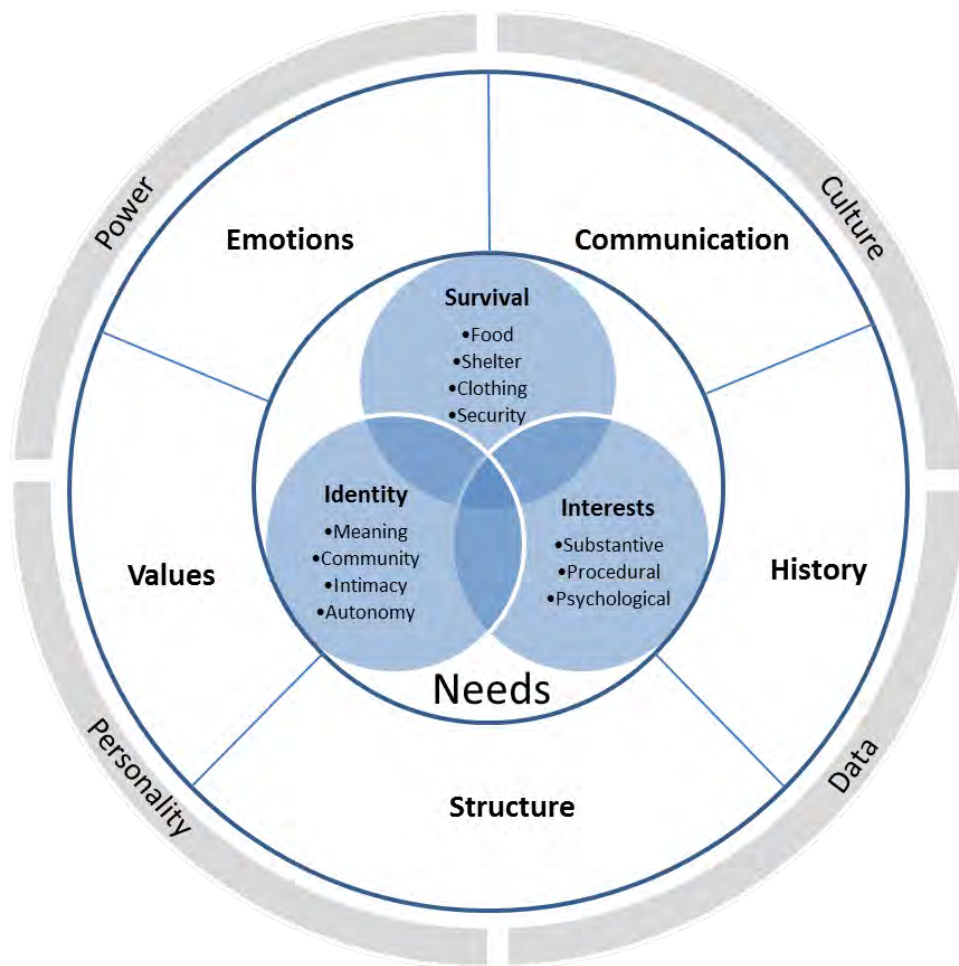 Power
Culture
Emotions
Communication
Survival
•Food
•Shelter
•Clothing
•Security
Identity
•Meaning
•Community
•Intimacy
•Autonomy
Interests
•Substantive
•Procedural
•Psychological
Values
History
Needs
Structure
Personality
Data